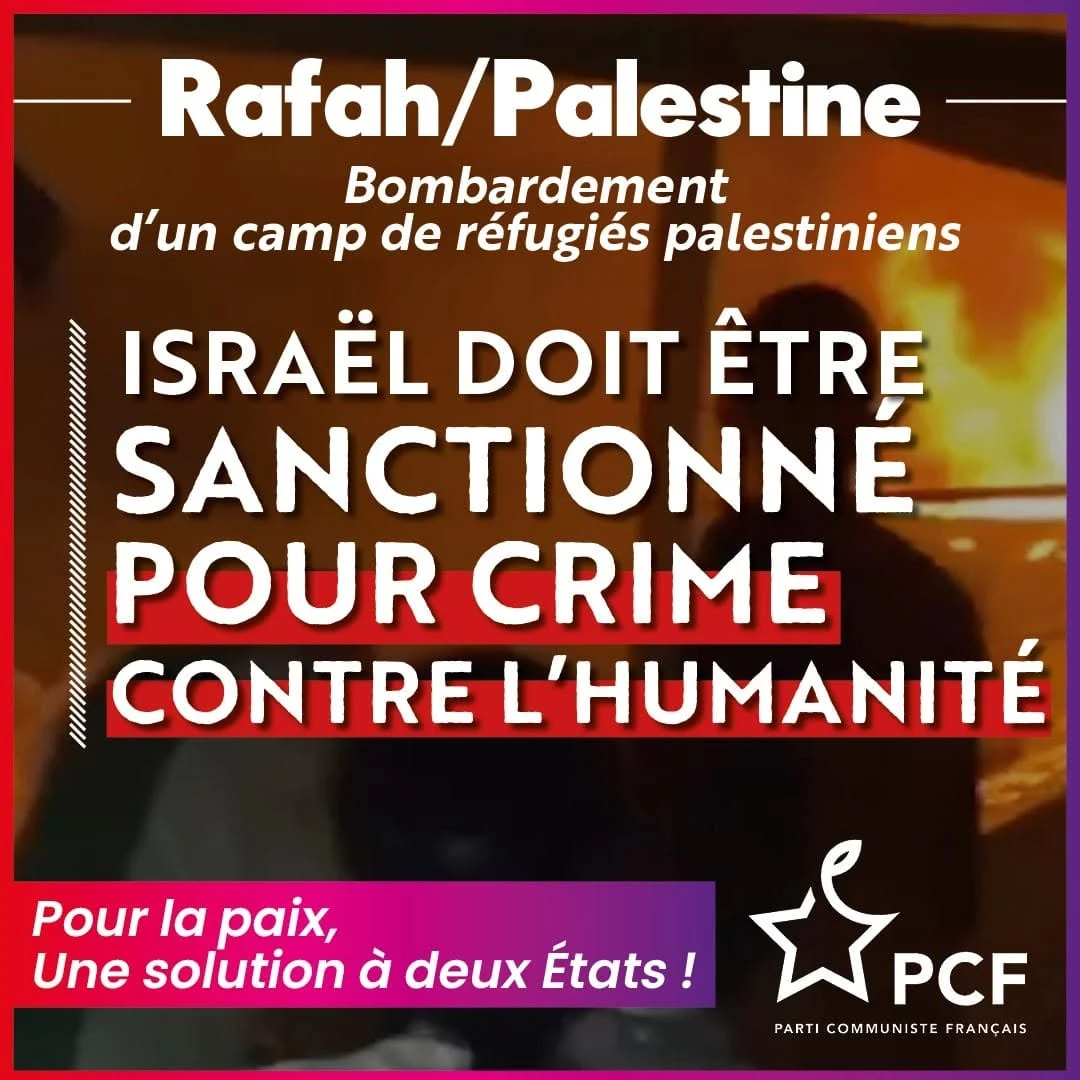 Rafah/Palestine
Bombardement
d'un camp de réfugiés palestiniens
ISRAËL DOIT ÊTRE
SANCTIONNÉ
POUR CRIME
CONTRE L'HUMANITÉ
Pour la paix,
Une solution à deux États !
PCF
PARTI COMMUNISTE FRANÇAIS